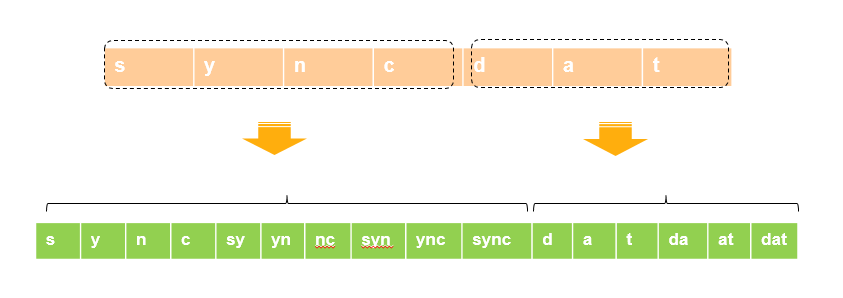 s y n c d a t
s y n c sy yn nc syn ync sync d a t da at dat